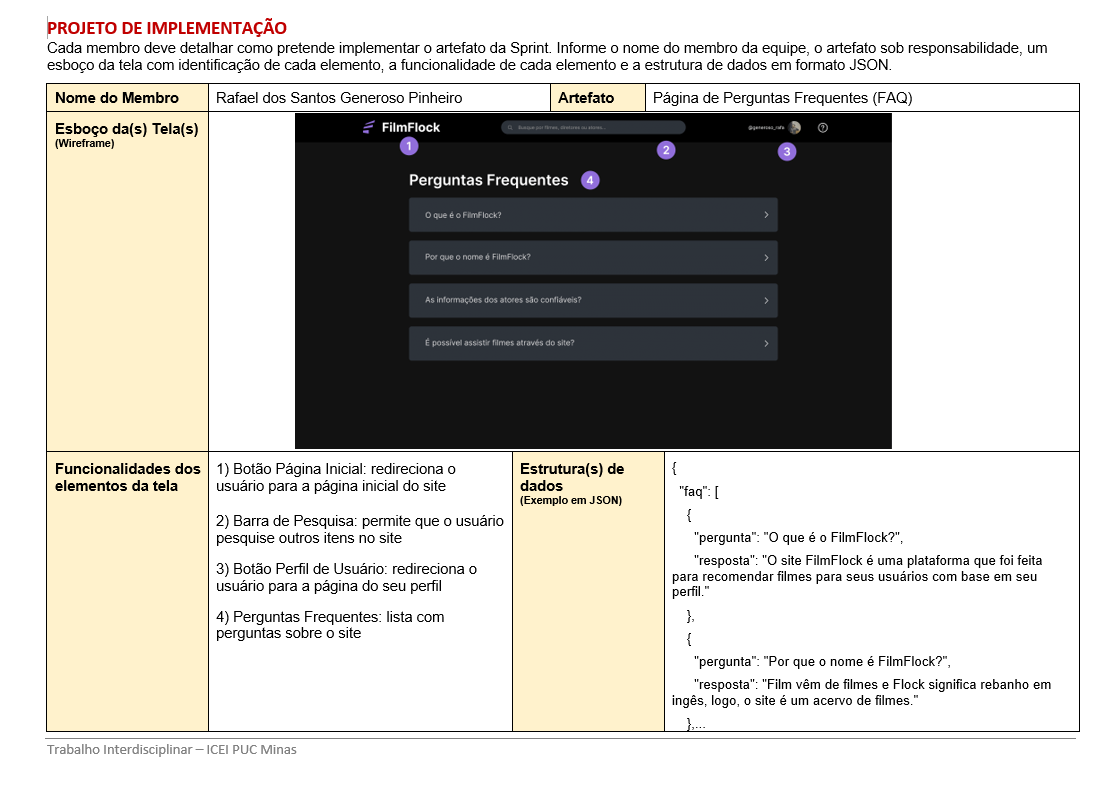 PROJETO DE IMPLEMENTAÇÃO
Cada membro deve detalhar como pretende implementar o artefato da Sprint. Informe o nome do membro da equipe, o artefato sob responsabilidade, um
esboço da tela com identificação de cada elemento, a funcionalidade de cada elemento e a estrutura de dados em formato JSON.
Nome do Membro
Rafael dos Santos Generoso Pinheiro
Artefato
Página de Perguntas Frequentes (FAQ)
Esboço da(s) Tela(s)
(Wireframe)
FilmFlock
Busque por filmes, diretores ou atores...
@generoso_rafa
1
2
3
Perguntas Frequentes
4
O que é o FilmFlock?
Por que o nome é FilmFlock?
As informações dos atores são confiáveis?
É possível assistir filmes através do site?
Funcionalidades dos
elementos da tela
1) Botão Página Inicial: redireciona o
usuário para a página inicial do site
2) Barra de Pesquisa: permite que o usuário
pesquise outros itens no site
3) Botão Perfil de Usuário: redireciona o
usuário para a página do seu perfil
4) Perguntas Frequentes: lista com
perguntas sobre o site
Estrutura(s) de
dados
(Exemplo em JSON)
{
"faq": [
{
"pergunta": "O que é o FilmFlock?",
"resposta": "O site FilmFlock é uma plataforma que foi feita
para recomendar filmes para seus usuários com base em seu
perfil."
},
{
"pergunta": "Por que o nome é FilmFlock?",
"resposta": "Film vêm de filmes e Flock significa rebanho em
ingês, logo, o site é um acervo de filmes."
},...
Trabalho Interdisciplinar – ICEI PUC Minas